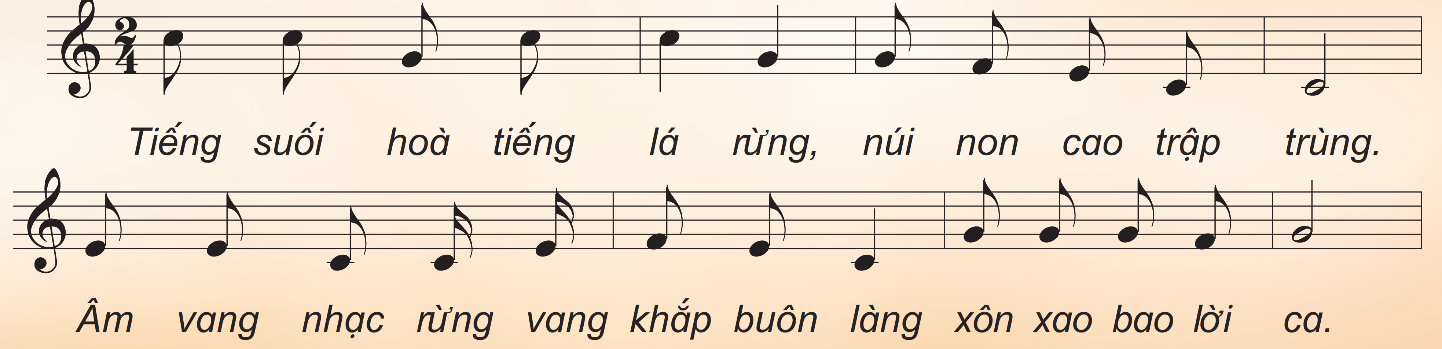 2
4
Tiếng suối hoà tiếng lá rừng, núi non cao trập trùng.
Âm vang nhạc rừng vang khắp buôn làng xôn xao bao lời ca.